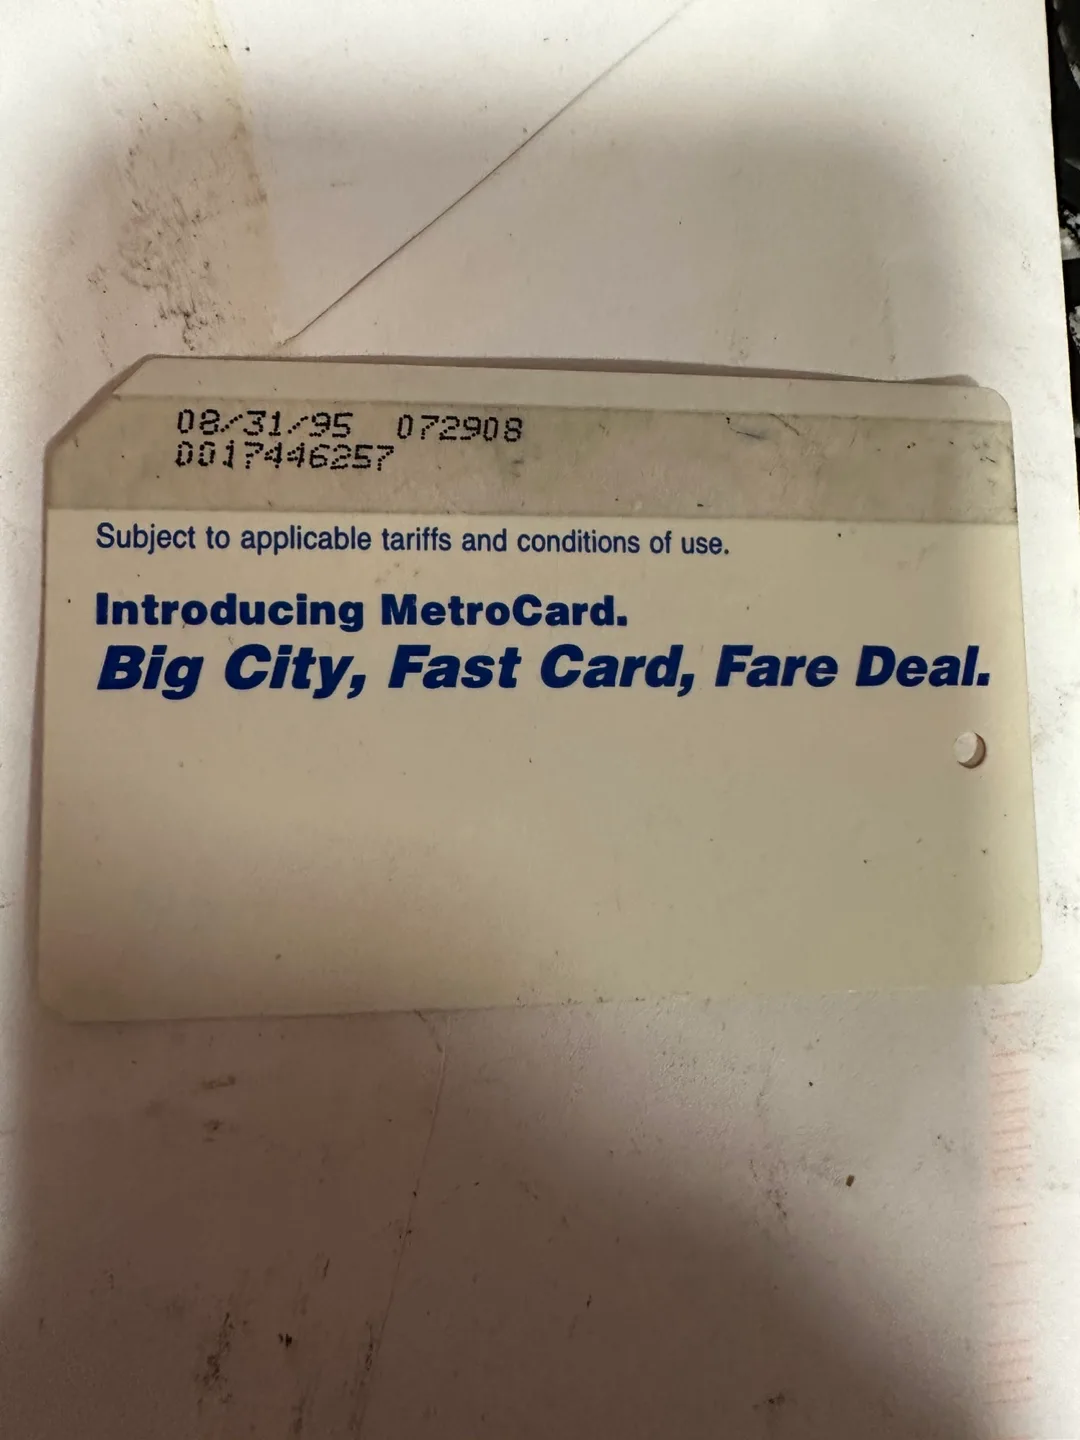 08/31/95 072908
0017446257
Subject to applicable tariffs and conditions of use.
Introducing MetroCard.
Big City, Fast Card, Fare Deal.